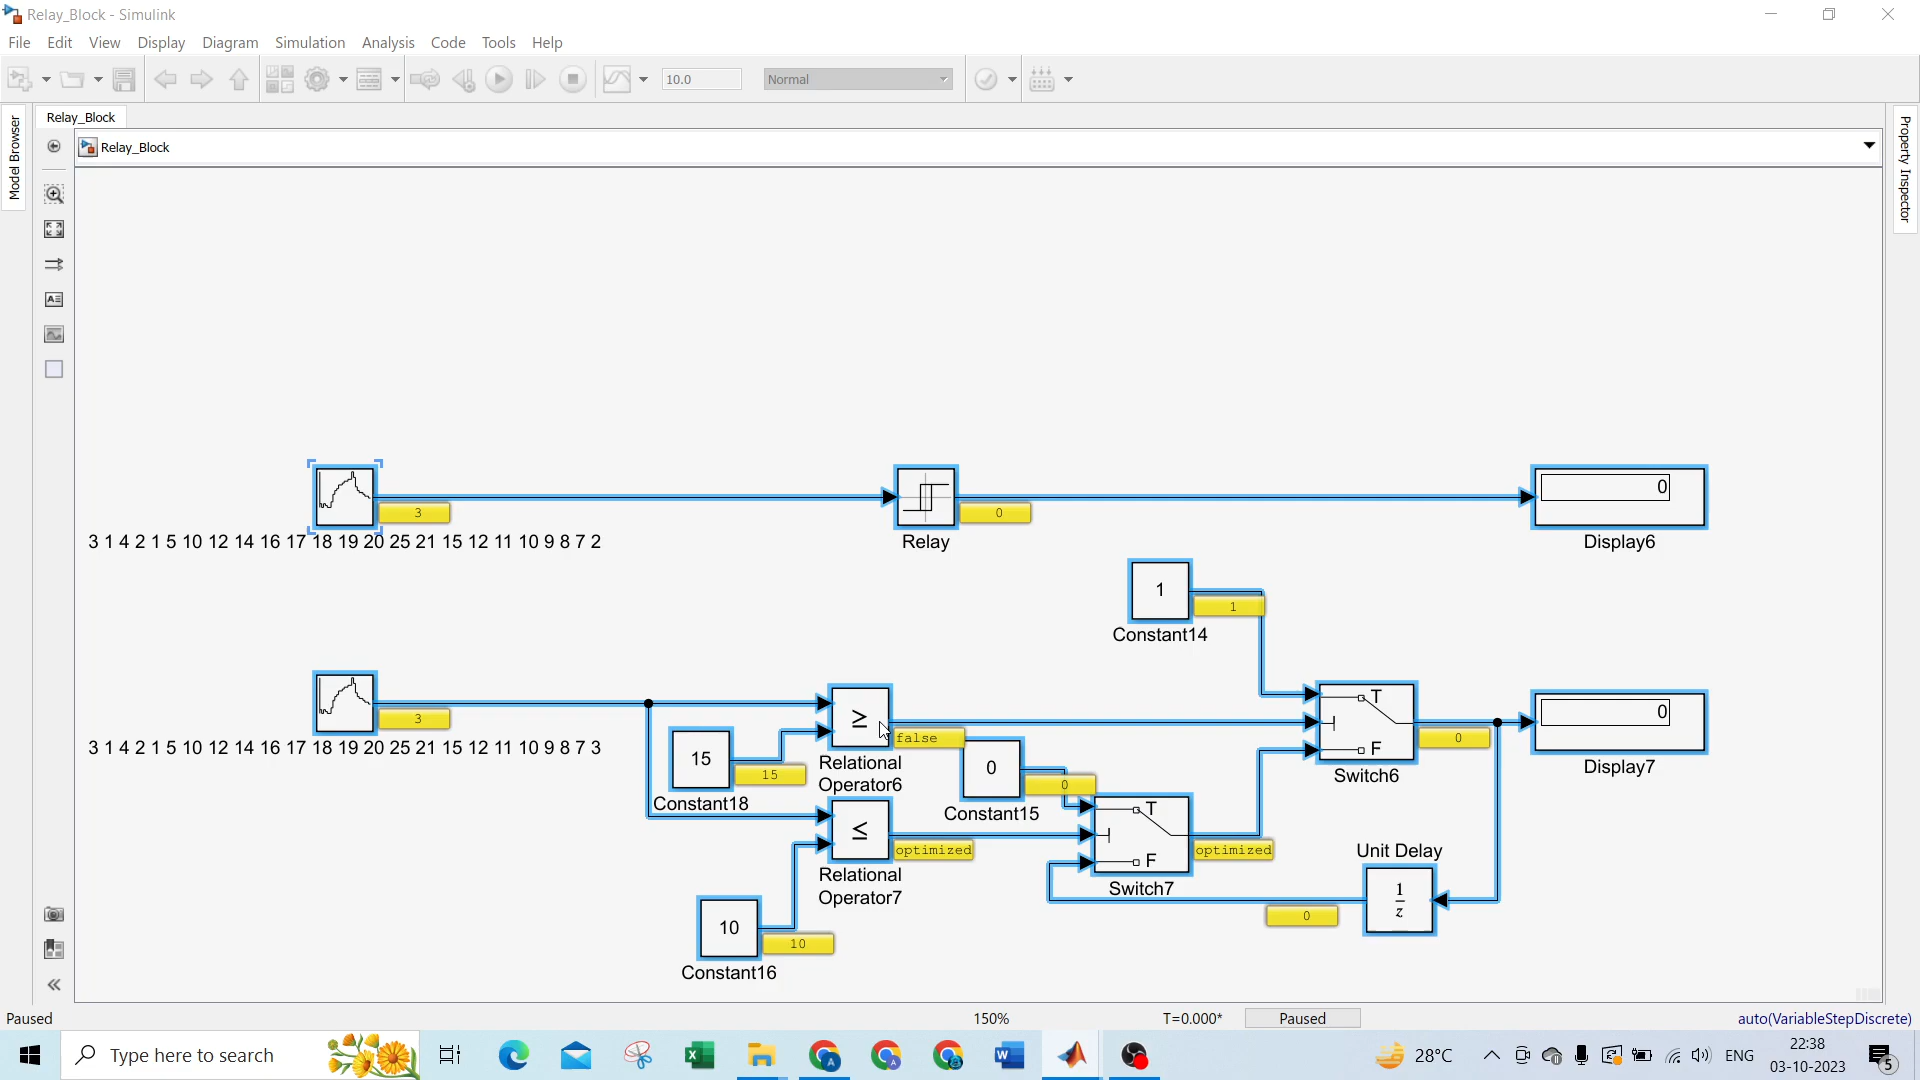 Relay_Block - Simulink
File Edit View Display Diagram Simulation Analysis Code Tools Help
10.0
Normal
Model Browser
Relay_Block
Relay_Block
Property Inspector
3
0
0
3 1 4 2 1 5 10 12 14 16 17 18 19 20 25 21 15 12 11 10 9 8 7 2
Relay
Display6
1
1
Constant14
3
3 1 4 2 1 5 10 12 14 16 17 18 19 20 25 21 15 12 11 10 9 8 7 3
≥
false
T
F
0
0
Switch6
Display7
15
15
Constant18
Relational
Operator6
0
0
Constant15
≤
optimized
Relational
Operator7
T
F
optimized
Switch7
Unit Delay
1
z
0
10
10
Constant16
Paused
150%
T=0.000*
Paused
auto(VariableStepDiscrete)
Type here to search
28°C
ENG
22:38
03-10-2023
5